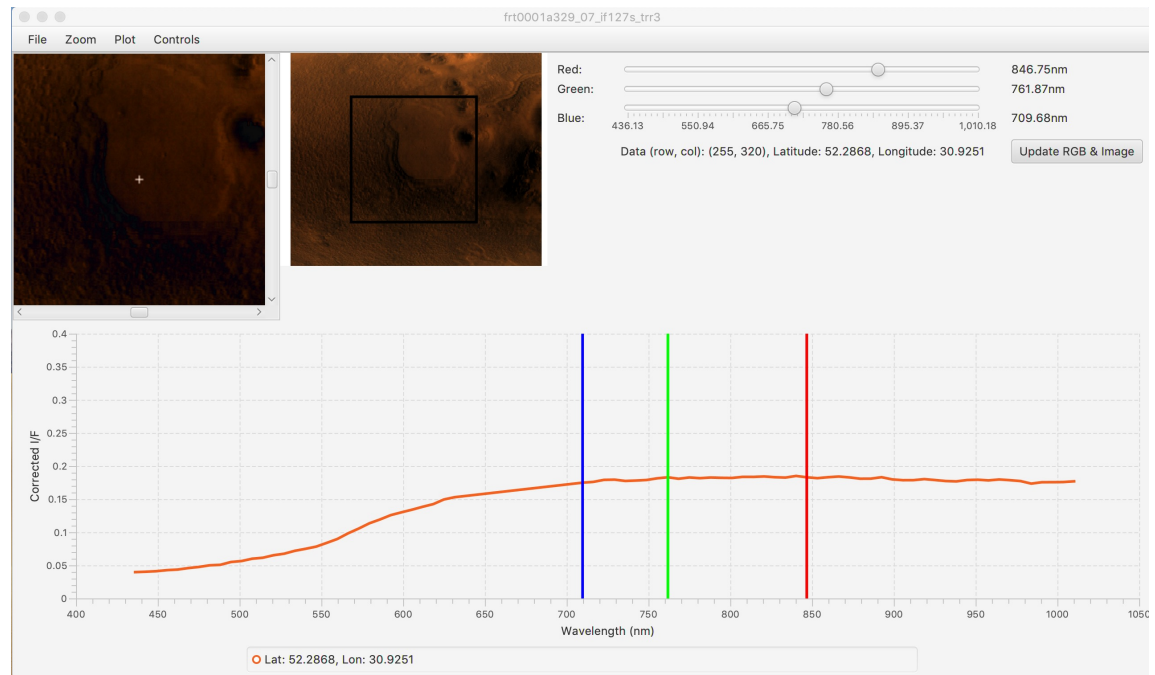 frt0001a329_07_if127s_trr3
File Zoom Plot Controls
Red: 846.75nm
Green: 761.87nm
Blue: 709.68nm
436.13 550.94 665.75 780.56 895.37 1,010.18
Data (row, col): (255, 320), Latitude: 52.2868, Longitude: 30.9251
Update RGB & Image
0.4
0.35
0.3
0.25
0.2
0.15
0.1
0.05
0
Corrected I/F
400 450 500 550 600 650 700 750 800 850 900 950 1000 1050
Wavelength (nm)
Lat: 52.2868, Lon: 30.9251